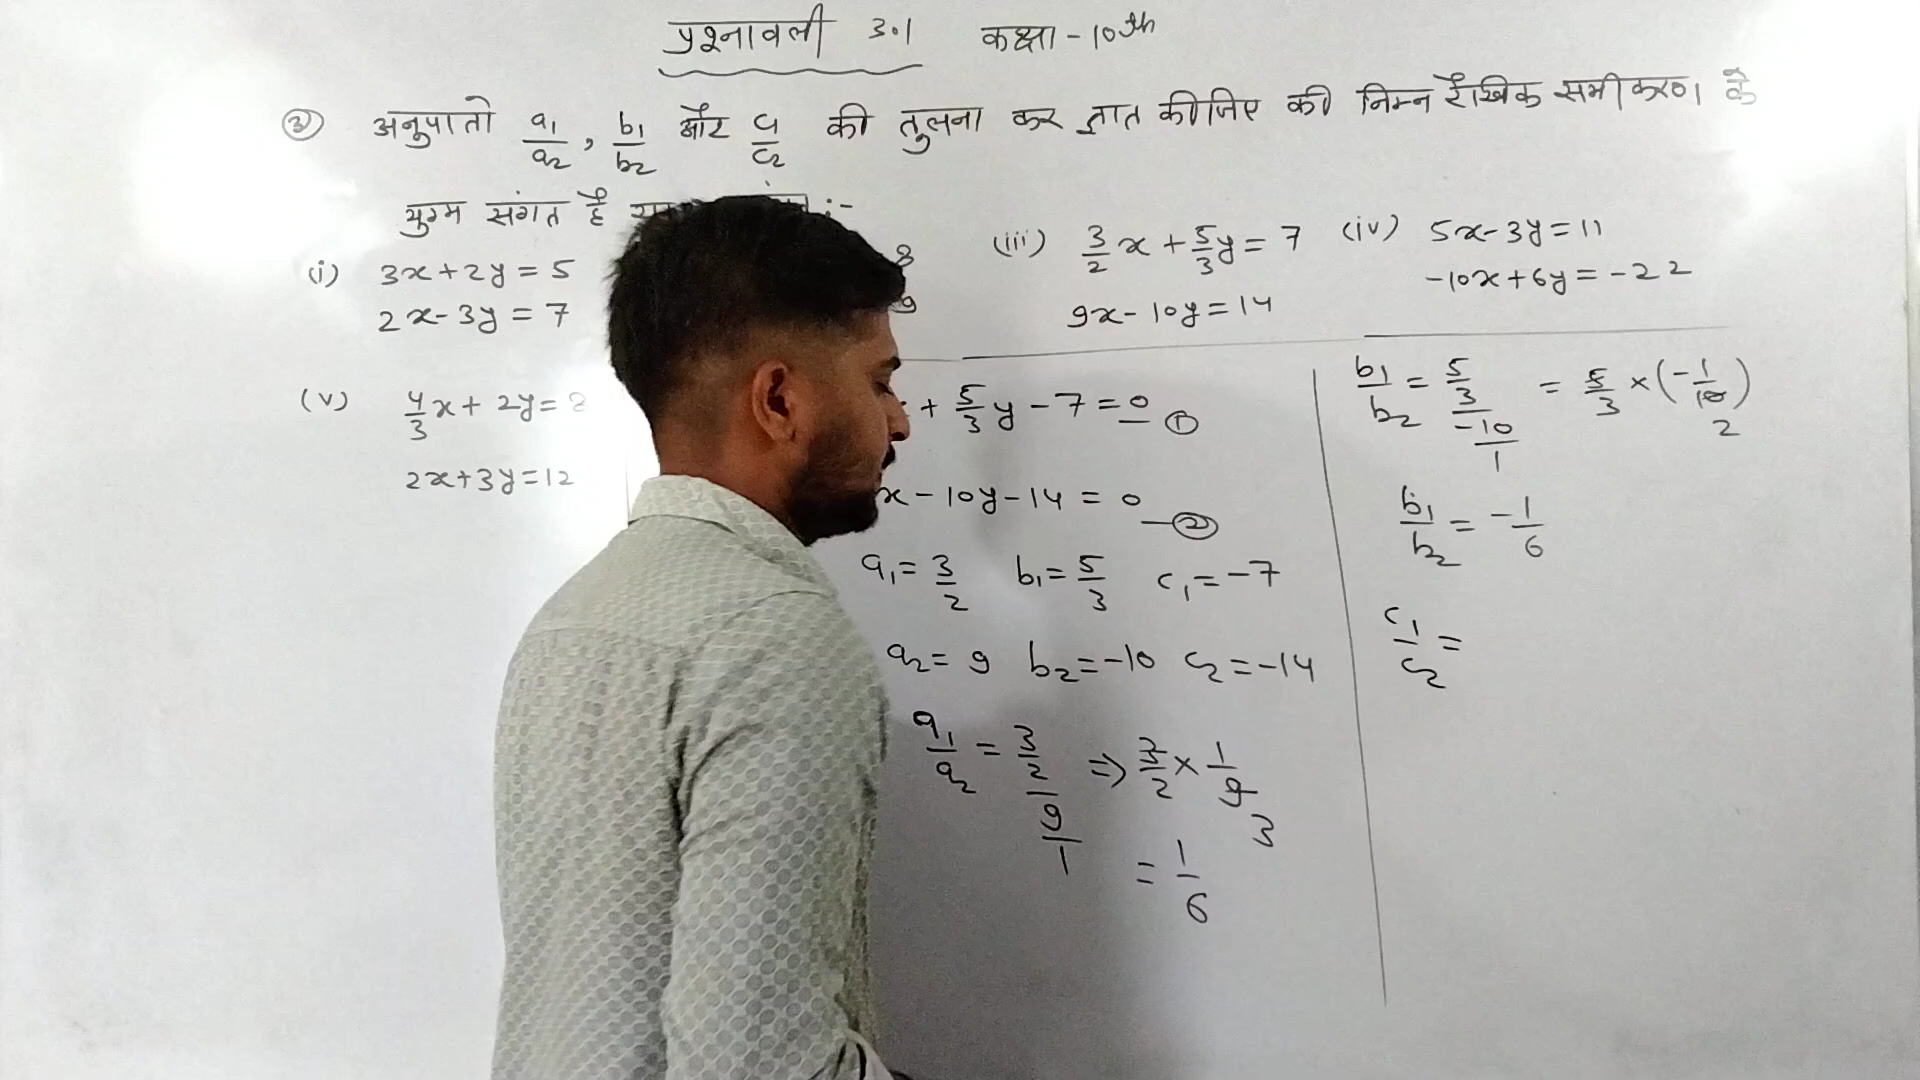 प्रश्नावली 3.1 कक्षा - 10th
③ अनुपातो a₁/a₂ , b₁/b₂ और c₁/c₂ की तुलना कर ज्ञात कीजिए की निम्न रैखिक समीकरण के
युग्म संगत है :-
(i) 3x + 2y = 5
2x - 3y = 7
8
9
(iii) 3/2 x + 5/3 y = 7
9x - 10y = 14
(iv) 5x - 3y = 11
-10x + 6y = -22
(v) 4/3 x + 2y = 8
2x + 3y = 12
+ 5/3 y - 7 = 0 — ①
x - 10y - 14 = 0 — ②
a₁ = 3/2 b₁ = 5/3 c₁ = -7
a₂ = 9 b₂ = -10 c₂ = -14
a₁/a₂ = 3/2 / 9/1 ⇒ 3/2 × 1/9 3
= 1/6
b₁/b₂ = 5/3 / -10/1 = 5/3 × (-1/10) 2
b₁/b₂ = -1/6
c₁/c₂ =